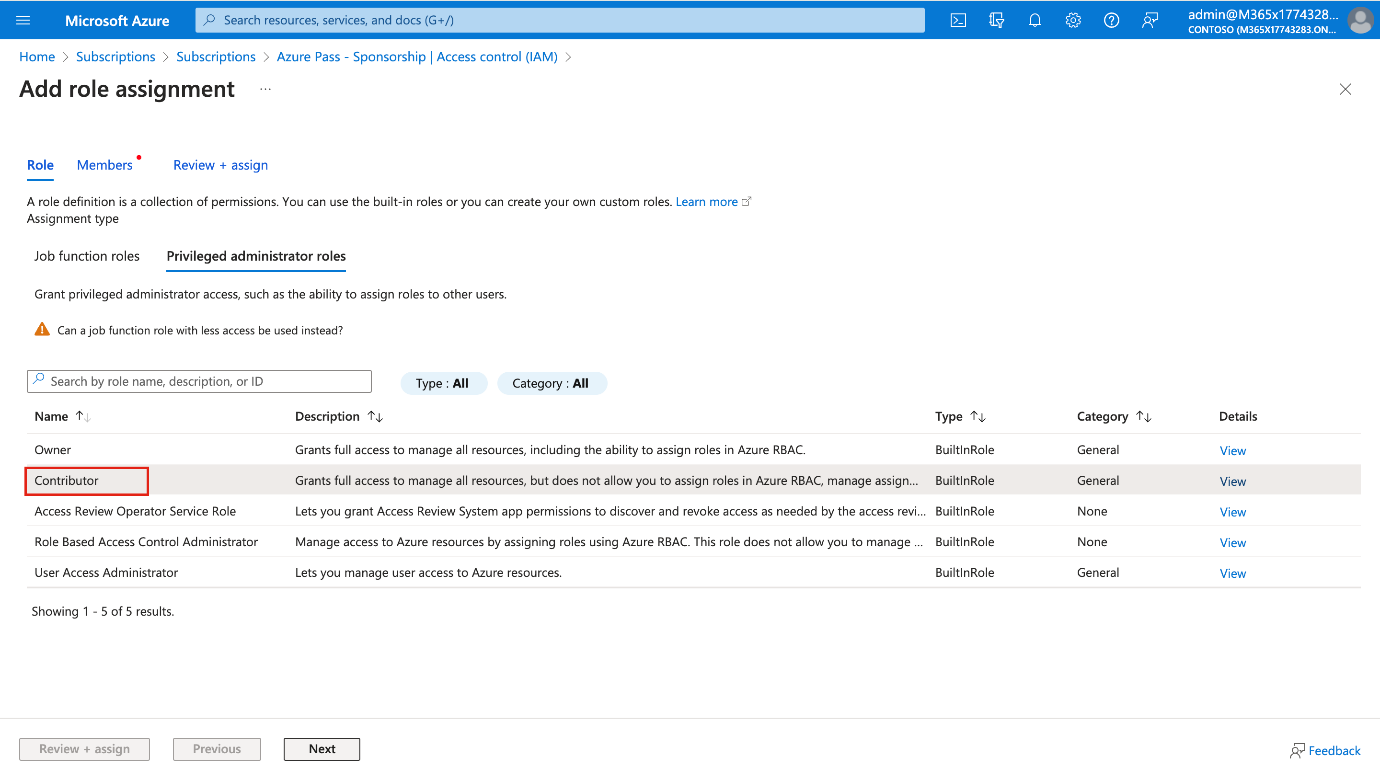 Microsoft Azure
Search resources, services, and docs (G+/)
admin@M365x1774328...
CONTOSO (M365X17743283.ON...
Home > Subscriptions > Subscriptions > Azure Pass - Sponsorship | Access control (IAM) >
Add role assignment ...
Role Members Review + assign
A role definition is a collection of permissions. You can use the built-in roles or you can create your own custom roles. Learn more
Assignment type
Job function roles Privileged administrator roles
Grant privileged administrator access, such as the ability to assign roles to other users.
Can a job function role with less access be used instead?
Search by role name, description, or ID Type : All Category : All
Name Description Type Category Details
Owner Grants full access to manage all resources, including the ability to assign roles in Azure RBAC. BuiltInRole General View
Contributor Grants full access to manage all resources, but does not allow you to assign roles in Azure RBAC, manage assign... BuiltInRole General View
Access Review Operator Service Role Lets you grant Access Review System app permissions to discover and revoke access as needed by the access revi... BuiltInRole None View
Role Based Access Control Administrator Manage access to Azure resources by assigning roles using Azure RBAC. This role does not allow you to manage ... BuiltInRole None View
User Access Administrator Lets you manage user access to Azure resources. BuiltInRole General View
Showing 1 - 5 of 5 results.
Review + assign Previous Next Feedback